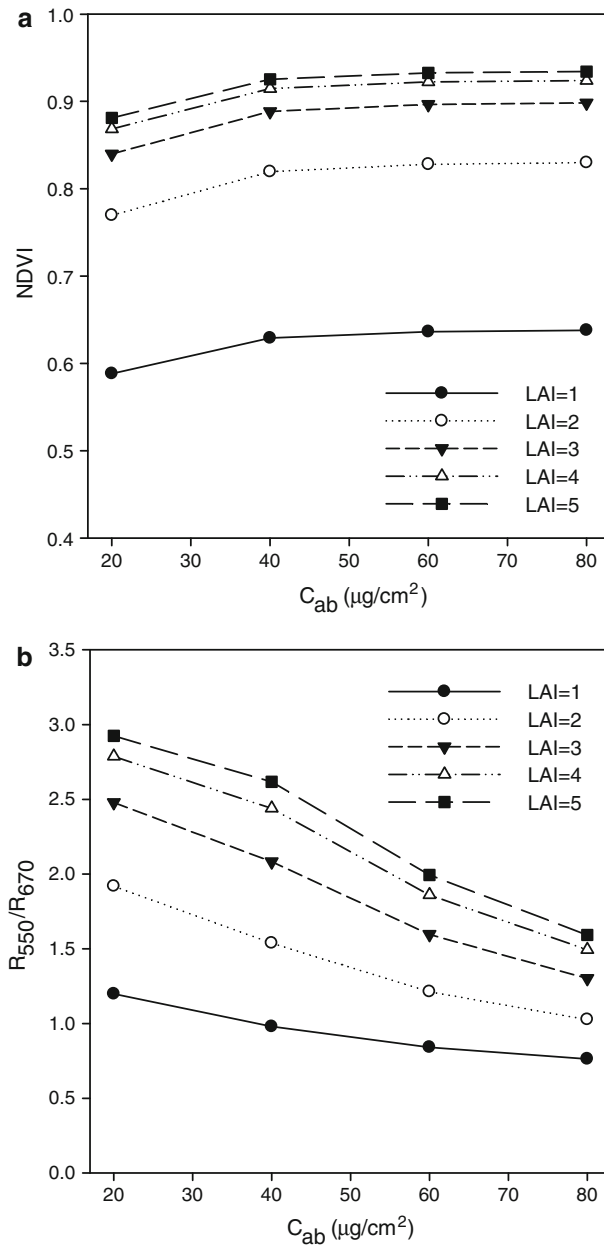 a
1.0
0.9
0.8
0.7
0.6
0.5
0.4
NDVI
LAI=1
LAI=2
LAI=3
LAI=4
LAI=5
20 30 40 50 60 70 80
Cab (μg/cm²)
b
3.5
3.0
2.5
2.0
1.5
1.0
0.5
0.0
R550/R670
LAI=1
LAI=2
LAI=3
LAI=4
LAI=5
20 30 40 50 60 70 80
Cab (μg/cm²)